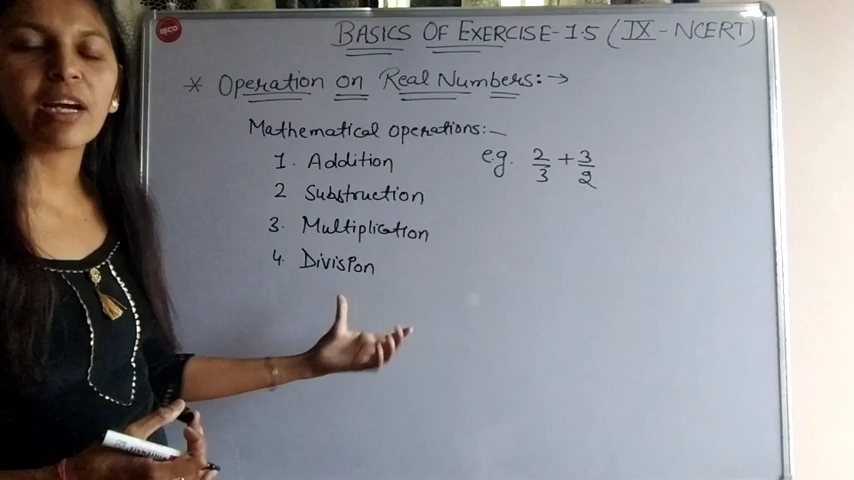 BASICS OF EXERCISE-1.5 (IX - NCERT)
* Operation on Real Numbers:→
Mathematical operations:-
1. Addition e.g. 2/3 + 3/2
2 Substruction
3. Multiplication
4. Division